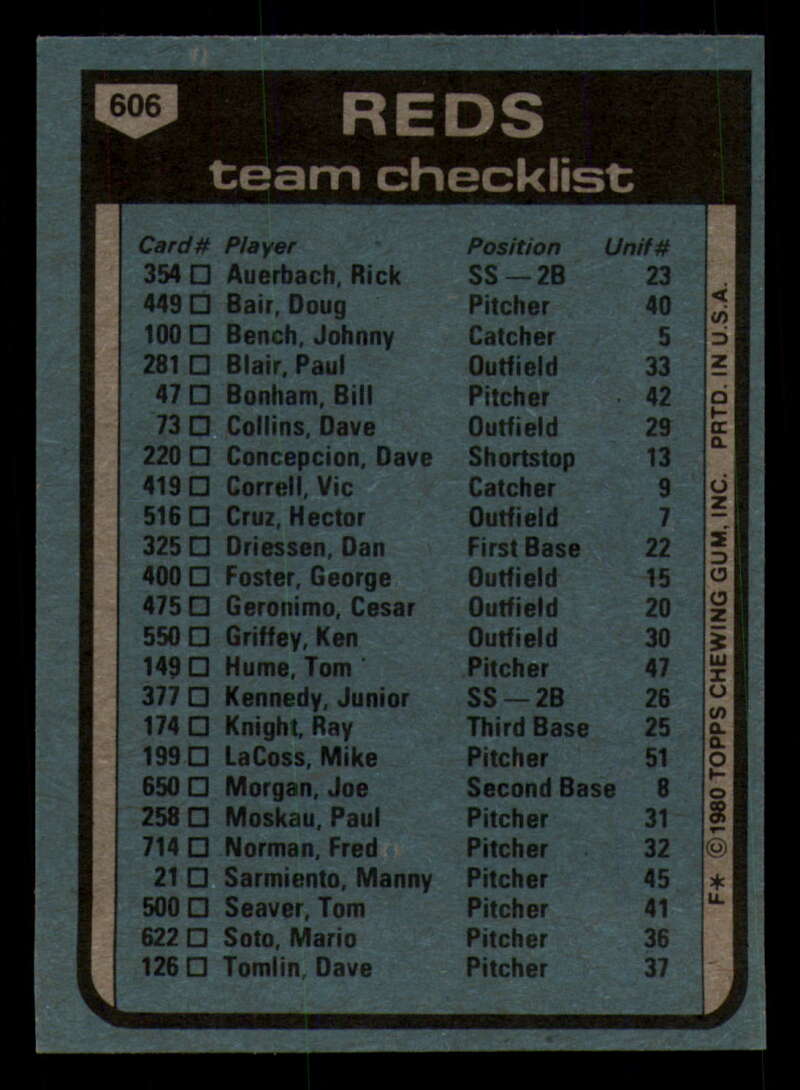 606
REDS
team checklist
Card# Player Position Unif#
354 □ Auerbach, Rick SS — 2B 23
449 □ Bair, Doug Pitcher 40
100 □ Bench, Johnny Catcher 5
281 □ Blair, Paul Outfield 33
47 □ Bonham, Bill Pitcher 42
73 □ Collins, Dave Outfield 29
220 □ Concepcion, Dave Shortstop 13
419 □ Correll, Vic Catcher 9
516 □ Cruz, Hector Outfield 7
325 □ Driessen, Dan First Base 22
400 □ Foster, George Outfield 15
475 □ Geronimo, Cesar Outfield 20
550 □ Griffey, Ken Outfield 30
149 □ Hume, Tom Pitcher 47
377 □ Kennedy, Junior SS — 2B 26
174 □ Knight, Ray Third Base 25
199 □ LaCoss, Mike Pitcher 51
650 □ Morgan, Joe Second Base 8
258 □ Moskau, Paul Pitcher 31
714 □ Norman, Fred Pitcher 32
21 □ Sarmiento, Manny Pitcher 45
500 □ Seaver, Tom Pitcher 41
622 □ Soto, Mario Pitcher 36
126 □ Tomlin, Dave Pitcher 37
F* ©1980 TOPPS CHEWING GUM, INC. PRTD. IN U.S.A.